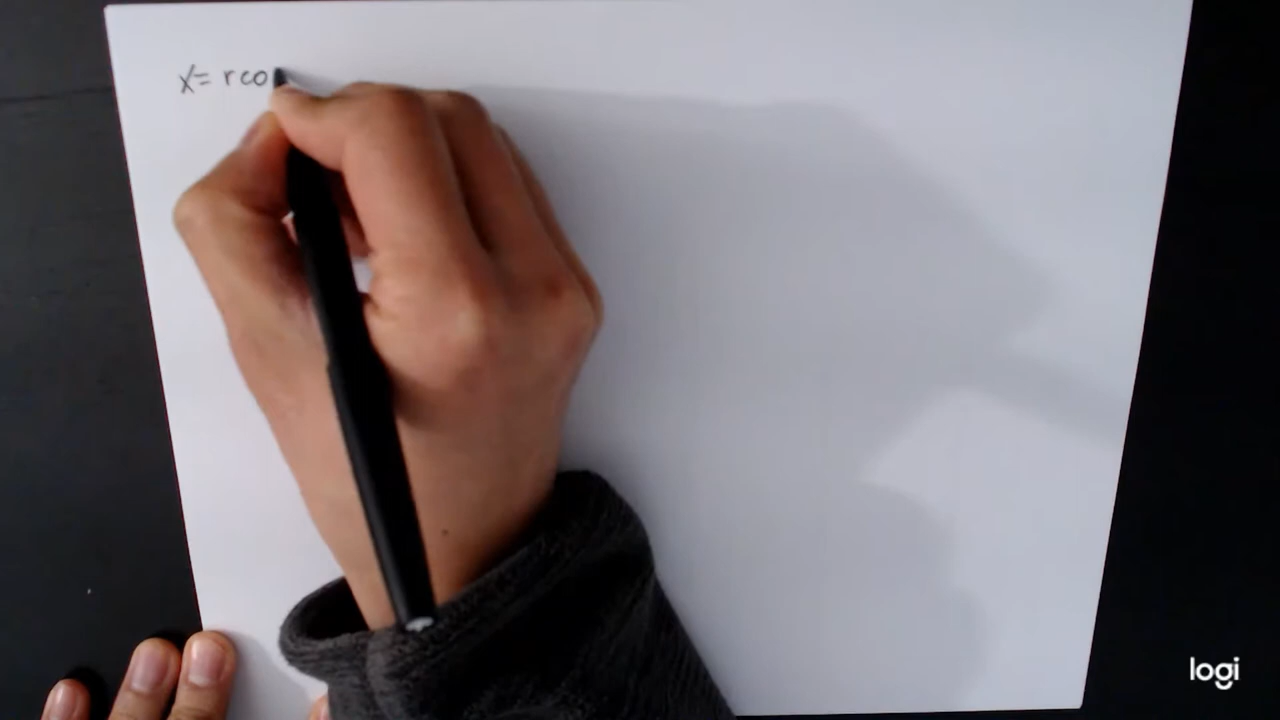 x = rco
logi